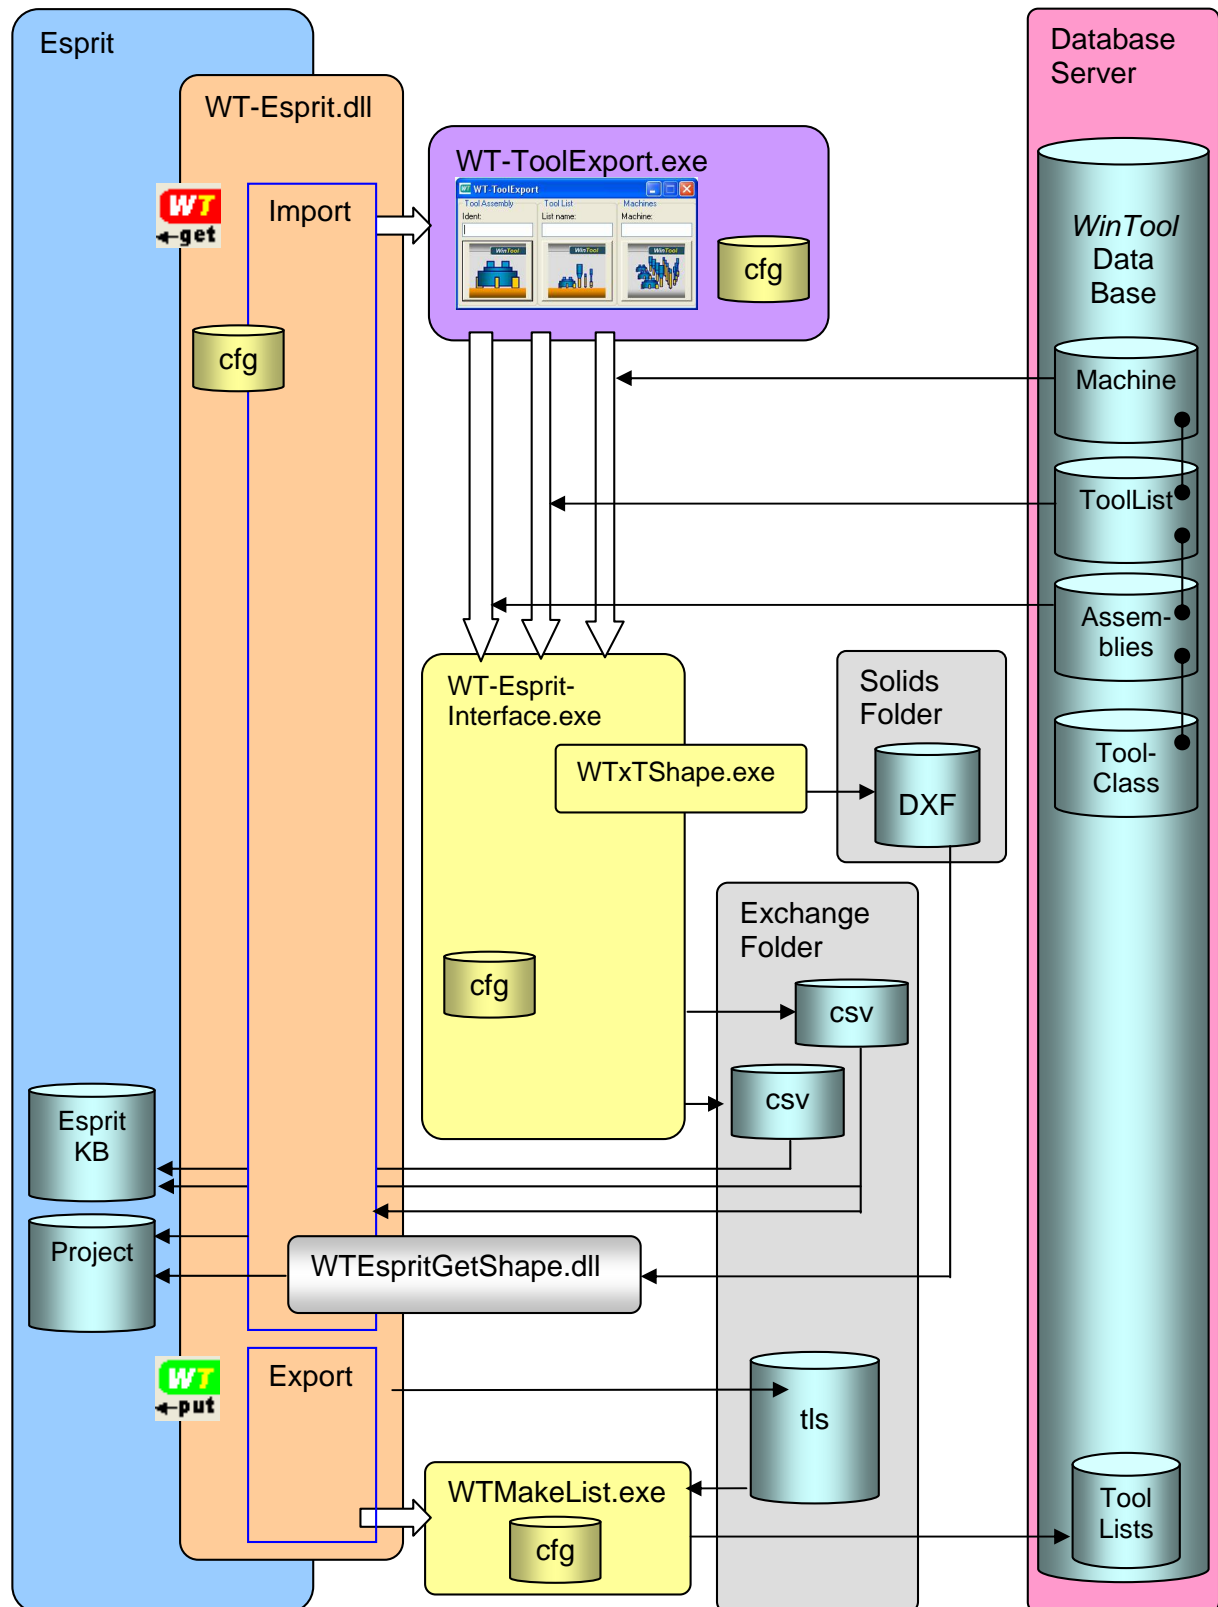 Esprit
Database
Server
WT-Esprit.dll
WT
get
Import
cfg
WT-ToolExport.exe
WT-ToolExport
Tool Assembly
Tool List
Machines
Ident:
List name:
Machine:
WinTool
WinTool
WinTool
cfg
WinTool
Data
Base
Machine
ToolList
Assem-
blies
Tool-
Class
WT-Esprit-
Interface.exe
WTxTShape.exe
Solids
Folder
DXF
Exchange
Folder
cfg
csv
csv
Esprit
KB
Project
WTEspritGetShape.dll
WT
put
Export
tls
WTMakeList.exe
cfg
Tool
Lists